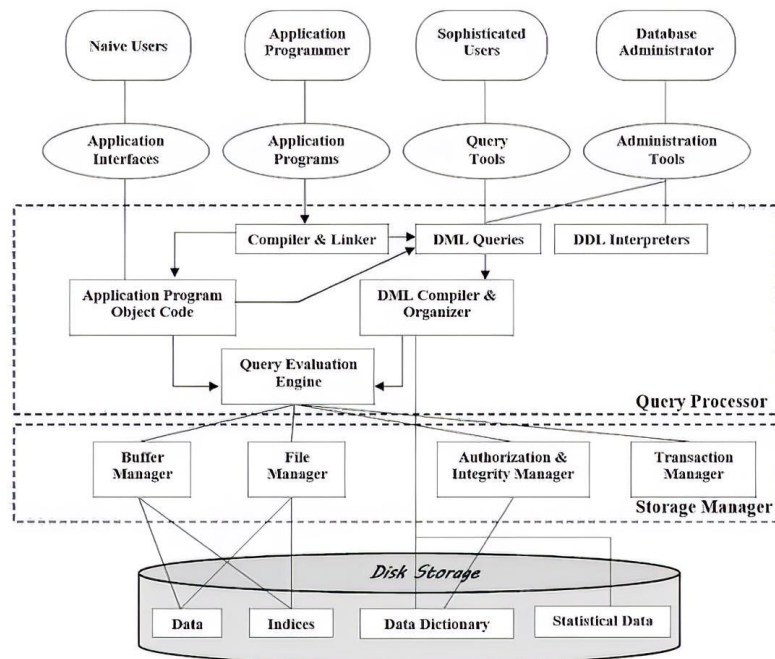 Naive Users
Application
Programmer
Sophisticated
Users
Database
Administrator
Application
Interfaces
Application
Programs
Query
Tools
Administration
Tools
Compiler & Linker
DML Queries
DDL Interpreters
Application Program
Object Code
DML Compiler &
Organizer
Query Evaluation
Engine
Query Processor
Buffer
Manager
File
Manager
Authorization &
Integrity Manager
Transaction
Manager
Storage Manager
Disk Storage
Data
Indices
Data Dictionary
Statistical Data